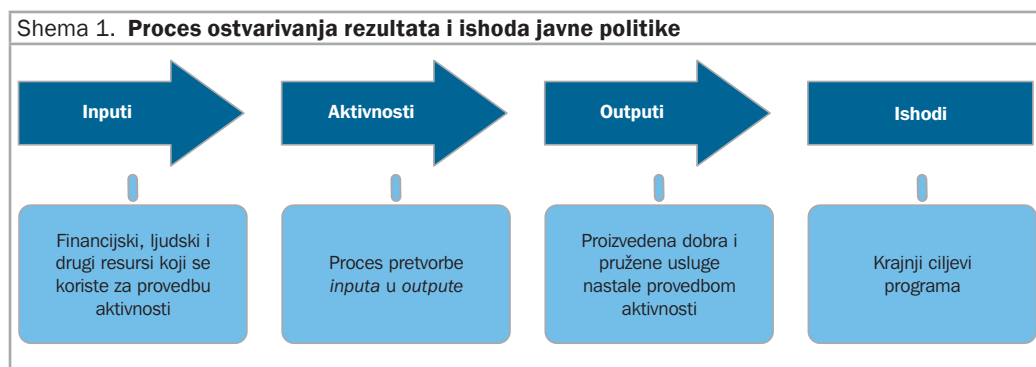 Shema 1. Proces ostvarivanja rezultata i ishoda javne politike
Inputi
Aktivnosti
Outputi
Ishodi
Financijski, ljudski i
drugi resursi koji se
koriste za provedbu
aktivnosti
Proces pretvorbe
inputa u outpute
Proizvedena dobra i
pružene usluge
nastale provedbom
aktivnosti
Krajnji ciljevi
programa